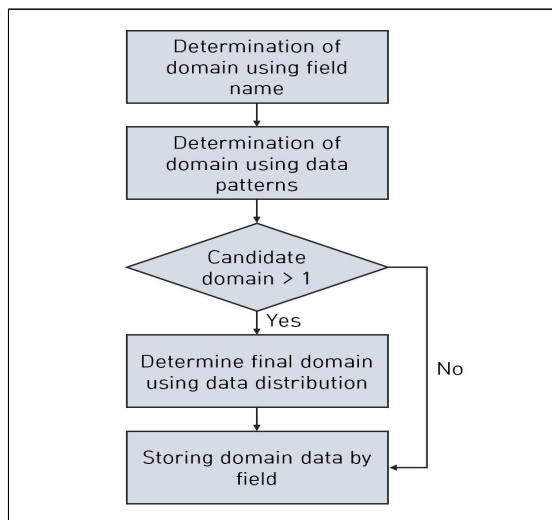 Determination of
domain using field
name
Determination of
domain using data
patterns
Candidate
domain > 1
Yes
Determine final domain
using data distribution
No
Storing domain data by
field